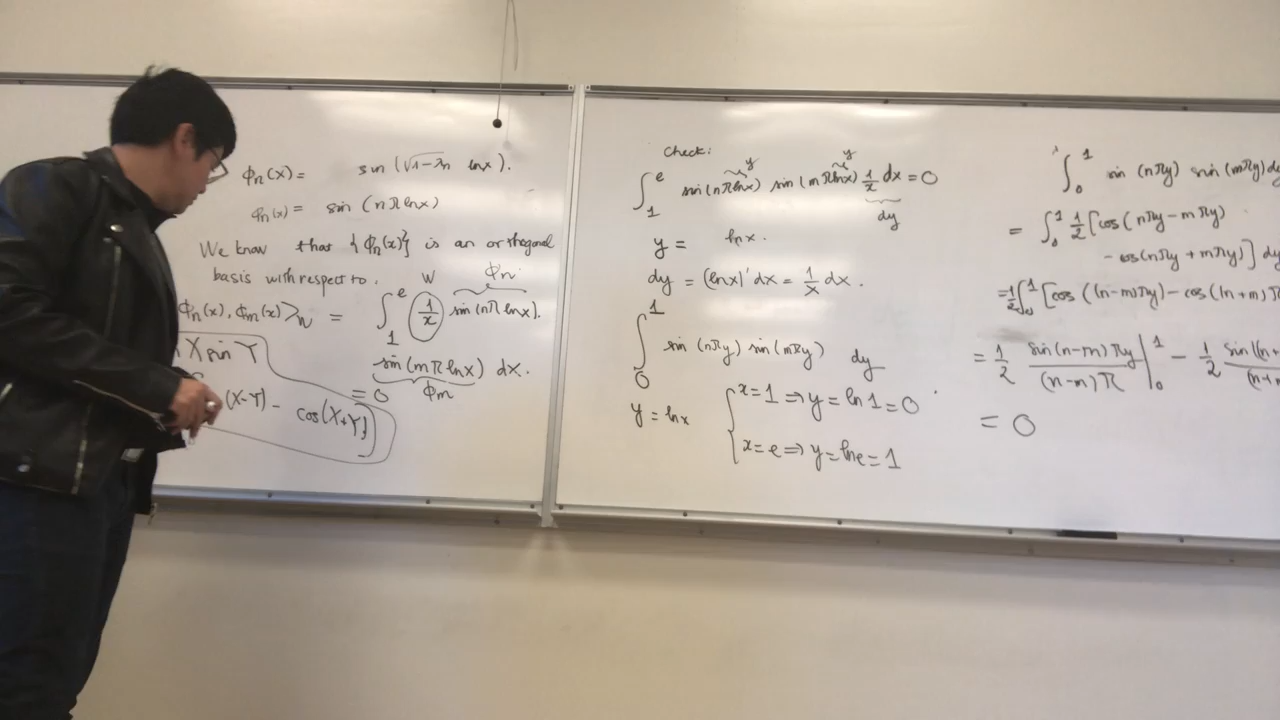 ϕₙ(x) = sin(√1-λn lnx).
φₙ(x) = sin (nπlnx)
We know that {ϕₙ(x)} is an orthogonal
basis with respect to.
W ϕₙ
ϕₙ(x), ϕₘ(x)>_w = ∫₁ᵉ (1/x) sin(nπ lnx).
sin(mπ lnx) dx.
= 0 ϕₘ
X sin Y
(X-Y) - cos(X+Y)]
Check:
y y
∫₁ᵉ sin(nπlnx) sin(mπlnx) 1/x dx = 0
dy
y = lnx.
dy = (lnx)' dx = 1/x dx.
∫₀¹ sin(nπy) sin(mπy) dy
y = lnx { x=1 ⇒ y = ln 1 = 0
x=e ⇒ y = lne = 1
∫₀¹ sin (nπy) sin(mπy) dy
= ∫₀¹ 1/2 [cos(nπy - mπy)
- cos(nπy + mπy)] dy
= 1/2 ∫₀¹ [cos((n-m)πy) - cos((n+m)π
= 1/2 sin(n-m)πy/(n-m)π |₀¹ - 1/2 sin((n+
= 0